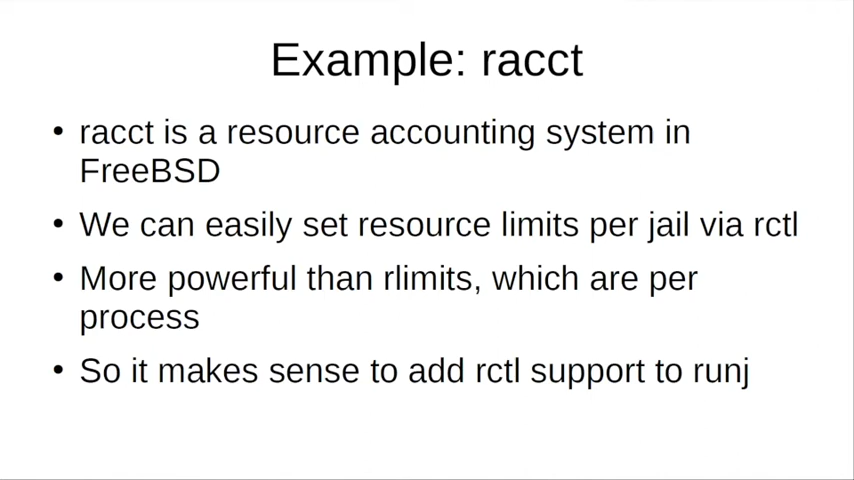 Example: racct
• racct is a resource accounting system in
FreeBSD
• We can easily set resource limits per jail via rctl
• More powerful than rlimits, which are per
process
• So it makes sense to add rctl support to runj